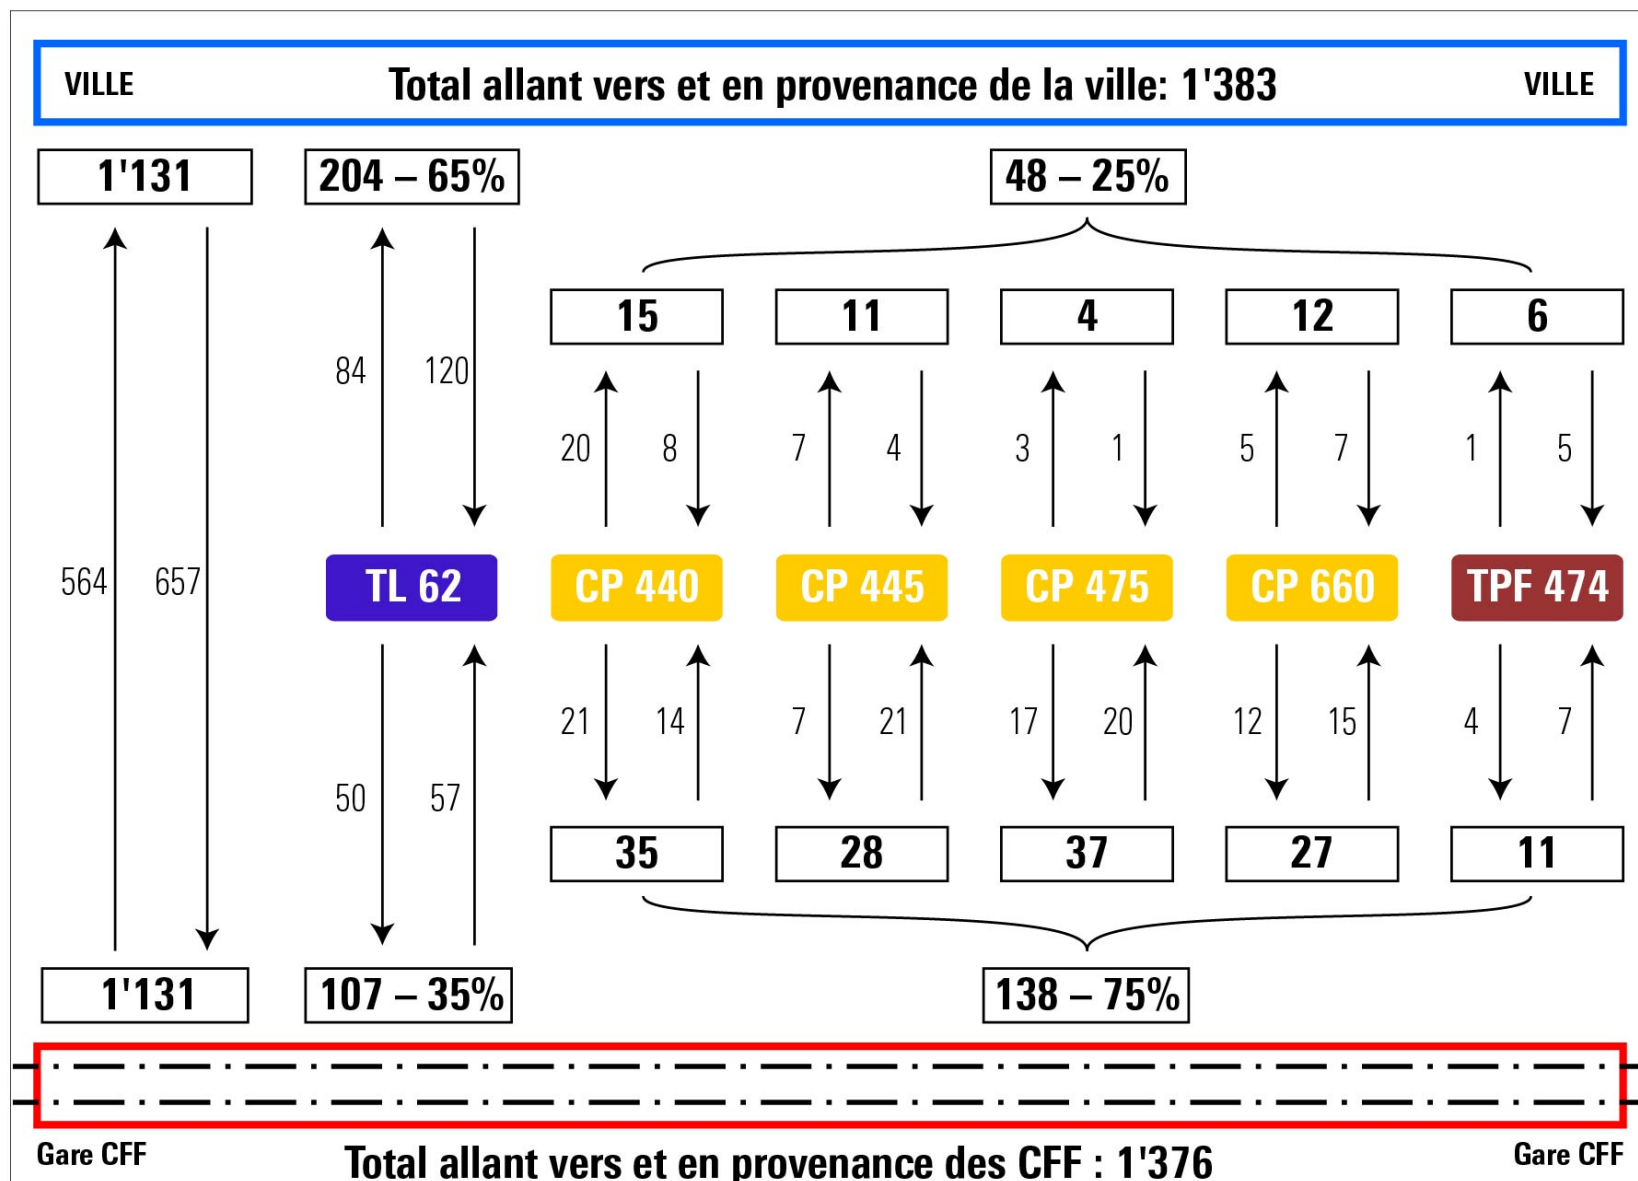 VILLE Total allant vers et en provenance de la ville: 1'383 VILLE
1'131 204 – 65% 48 – 25%
15 11 4 12 6
84 120
20 8 7 4 3 1 5 7 1 5
564 657 TL 62 CP 440 CP 445 CP 475 CP 660 TPF 474
21 14 7 21 17 20 12 15 4 7
50 57
35 28 37 27 11
1'131 107 – 35% 138 – 75%
Gare CFF Total allant vers et en provenance des CFF : 1'376 Gare CFF